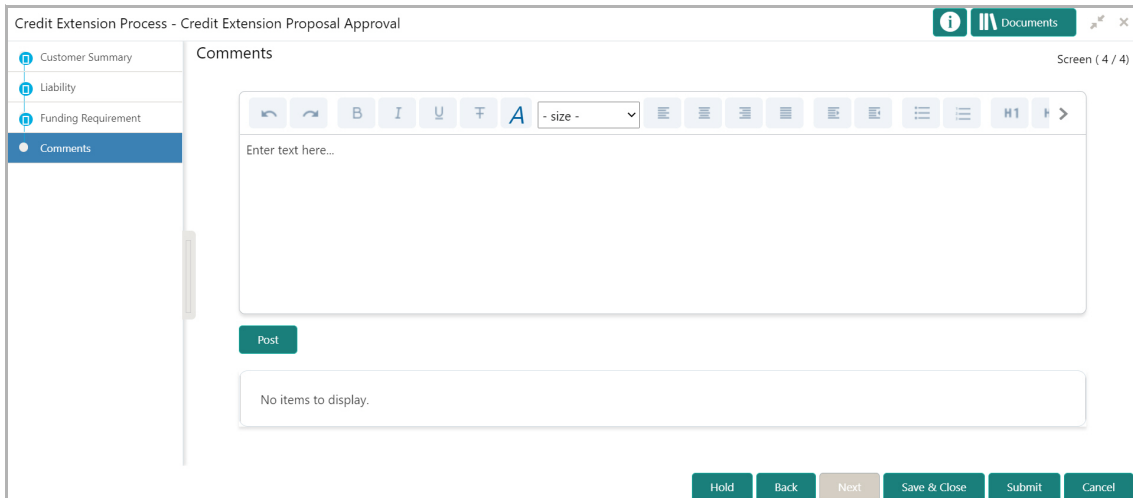 Credit Extension Process - Credit Extension Proposal Approval
i Documents
Customer Summary
Liability
Funding Requirement
Comments
Comments
Screen ( 4 / 4)
B I U T A - size - H1
Enter text here...
Post
No items to display.
Hold Back Next Save & Close Submit Cancel